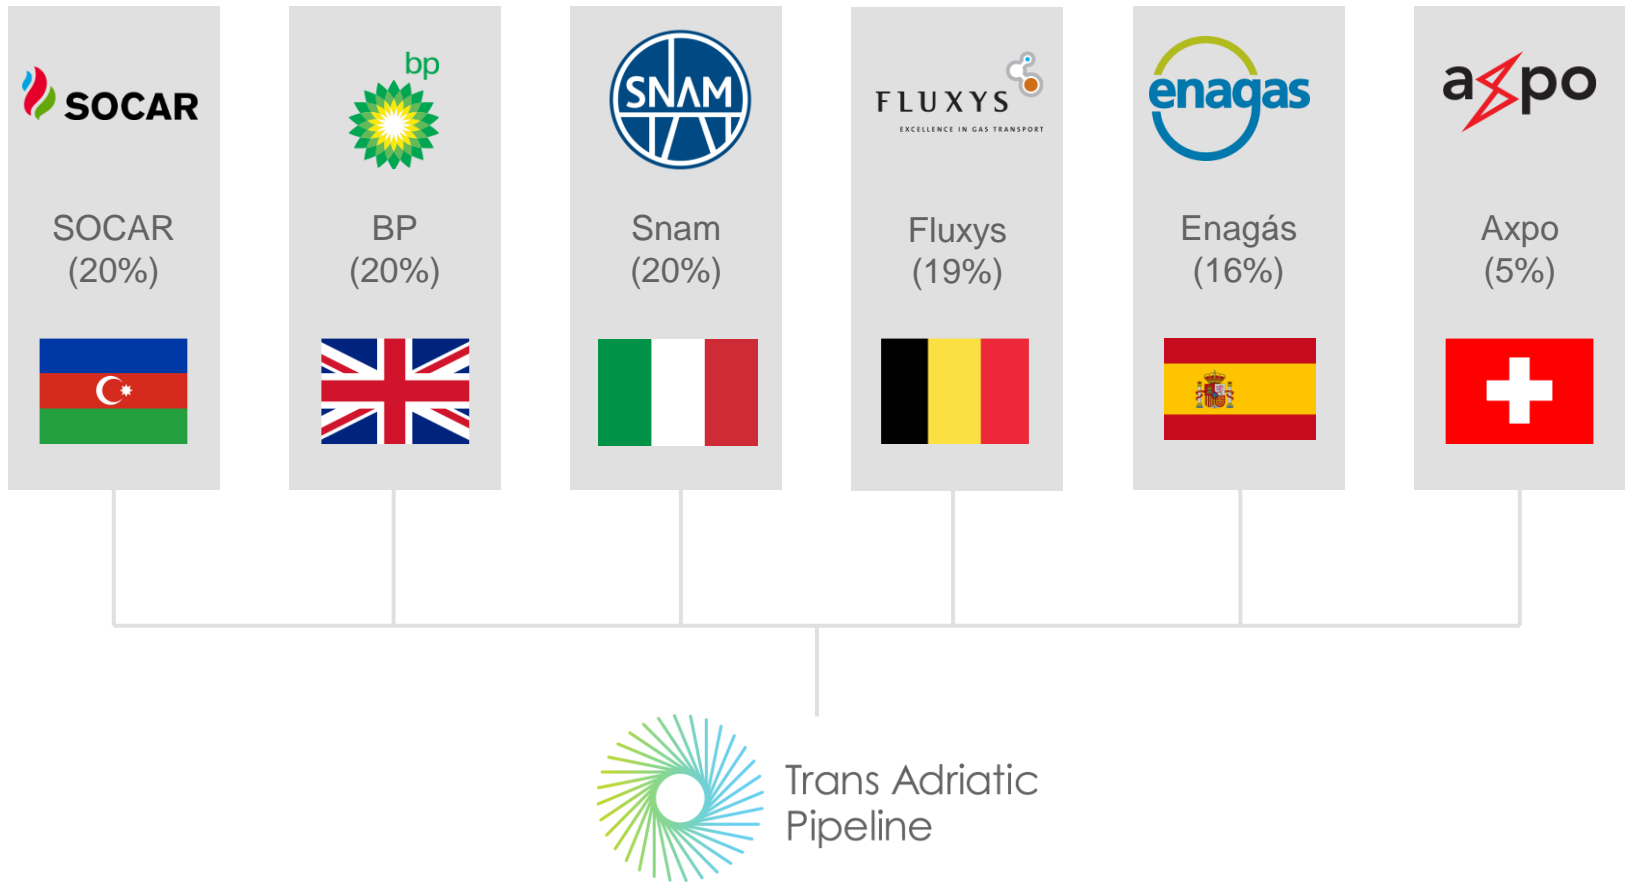 SOCAR
bp
SNAM
FLUXYS
EXCELLENCE IN GAS TRANSPORT
enagas
axpo
SOCAR
(20%)
BP
(20%)
Snam
(20%)
Fluxys
(19%)
Enagás
(16%)
Axpo
(5%)
Trans Adriatic
Pipeline